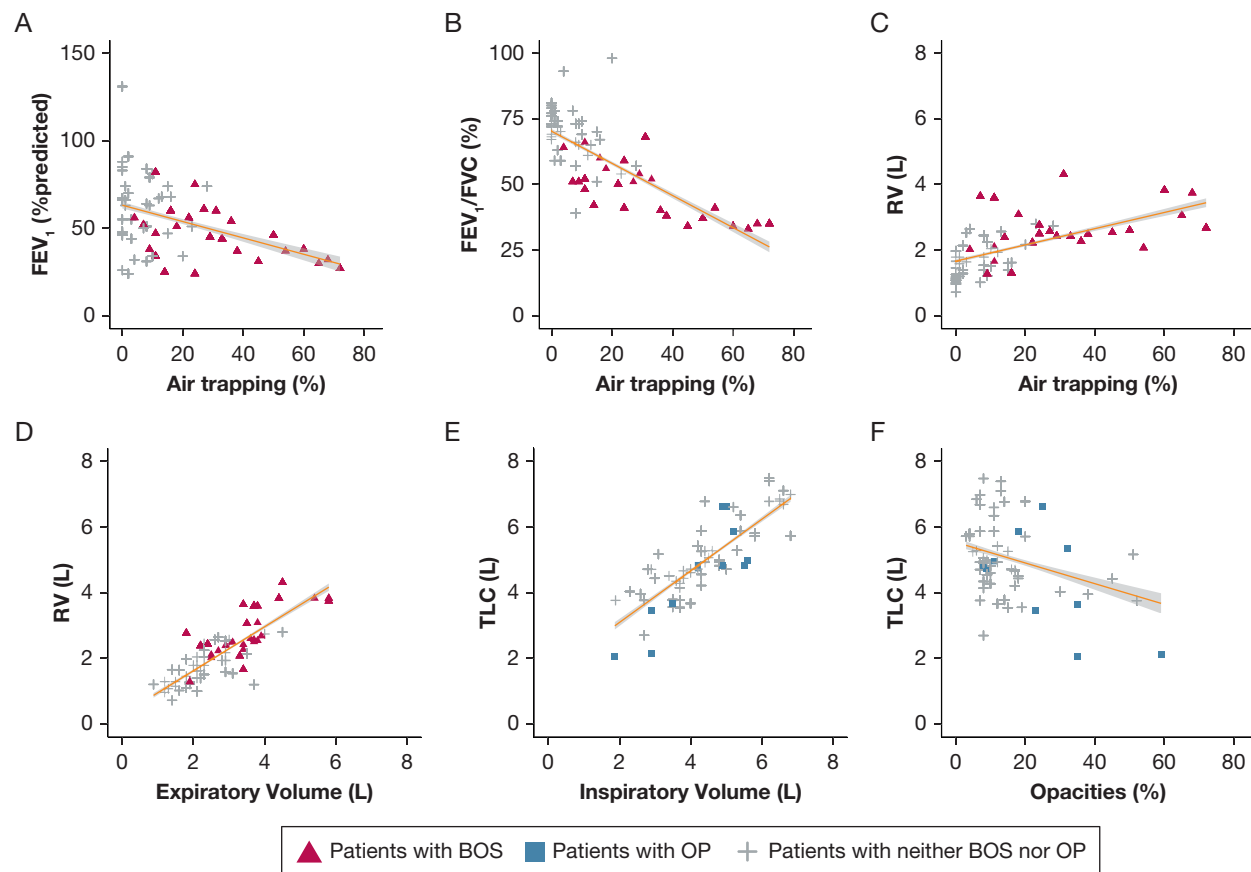 A
FEV1 (%predicted)
150
100
50
0
0 20 40 60 80
Air trapping (%)
B
FEV1/FVC (%)
100
75
50
25
0
0 20 40 60 80
Air trapping (%)
C
RV (L)
8
6
4
2
0
0 20 40 60 80
Air trapping (%)
D
RV (L)
8
6
4
2
0
0 2 4 6 8
Expiratory Volume (L)
E
TLC (L)
8
6
4
2
0
0 2 4 6 8
Inspiratory Volume (L)
F
TLC (L)
8
6
4
2
0
0 20 40 60 80
Opacities (%)
Patients with BOS Patients with OP Patients with neither BOS nor OP